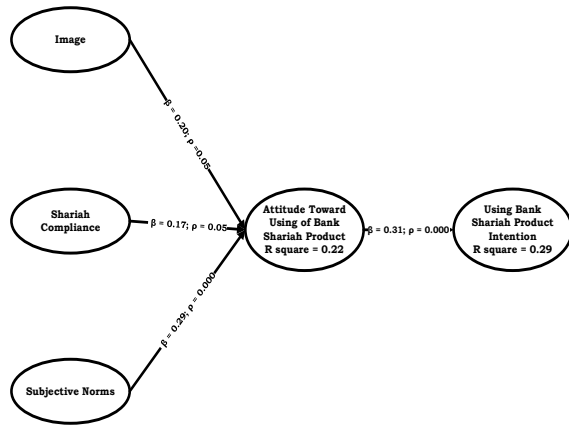 Image
β = 0.20; ρ =0.05
Shariah
Compliance
β = 0.17; ρ = 0.05
Attitude Toward
Using of Bank
Shariah Product
R square = 0.22
β = 0.31; ρ = 0.000
Using Bank
Shariah Product
Intention
R square = 0.29
β = 0.29; ρ = 0.000
Subjective Norms